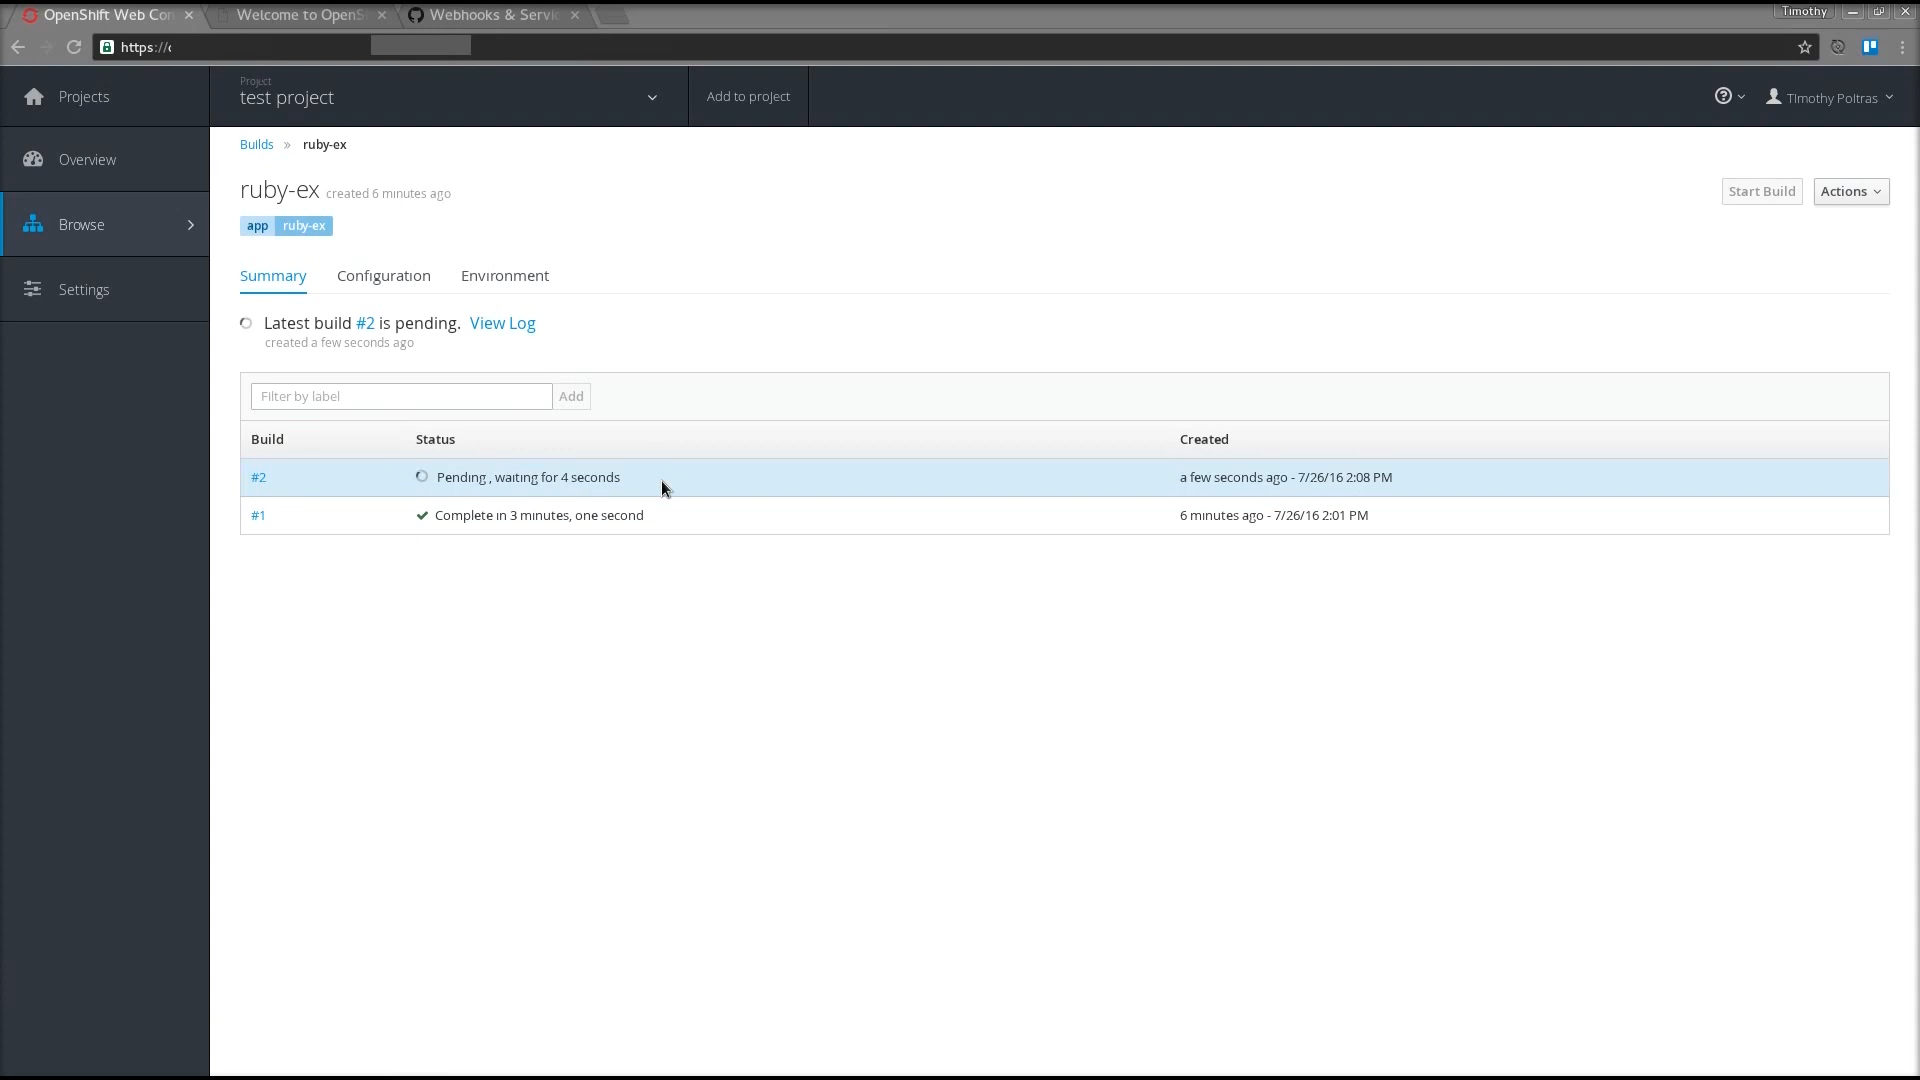 OpenShift Web Con
Welcome to OpenS
Webhooks & Servic
Timothy
https://
Projects
Project
test project
Add to project
Timothy Poitras
Overview
Browse
Settings
Builds » ruby-ex
ruby-ex created 6 minutes ago
Start Build
Actions
app ruby-ex
Summary
Configuration
Environment
Latest build #2 is pending. View Log
created a few seconds ago
Filter by label
Add
Build Status Created
#2 Pending , waiting for 4 seconds a few seconds ago - 7/26/16 2:08 PM
#1 Complete in 3 minutes, one second 6 minutes ago - 7/26/16 2:01 PM